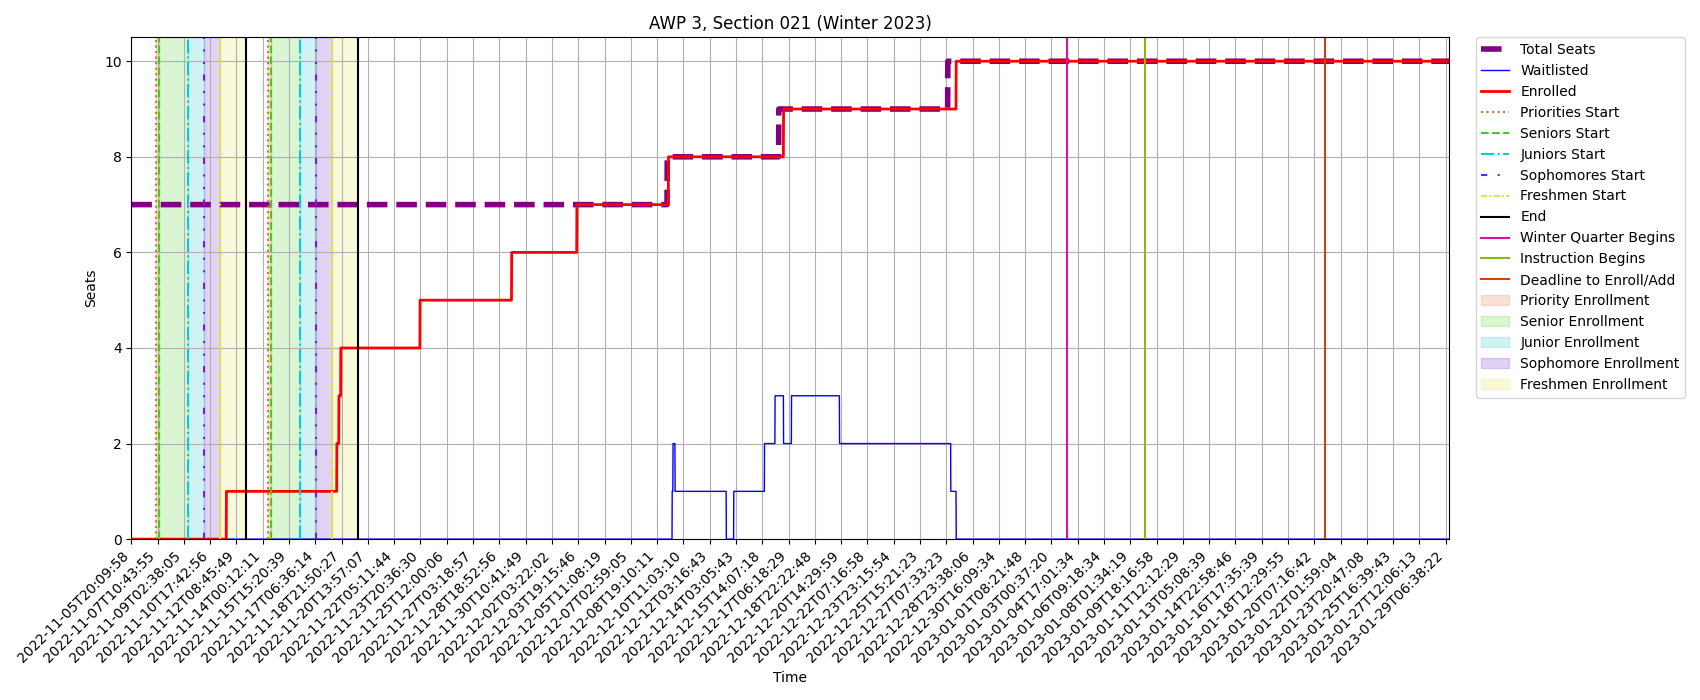 AWP 3, Section 021 (Winter 2023)
Seats
10
8
6
4
2
0
Total Seats
Waitlisted
Enrolled
Priorities Start
Seniors Start
Juniors Start
Sophomores Start
Freshmen Start
End
Winter Quarter Begins
Instruction Begins
Deadline to Enroll/Add
Priority Enrollment
Senior Enrollment
Junior Enrollment
Sophomore Enrollment
Freshmen Enrollment
2022-11-05T20:09:58
2022-11-07T10:43:55
2022-11-09T02:38:05
2022-11-10T17:42:56
2022-11-12T08:45:49
2022-11-14T00:12:11
2022-11-15T15:20:39
2022-11-17T06:36:14
2022-11-18T21:50:27
2022-11-20T13:57:07
2022-11-22T05:11:44
2022-11-23T20:36:30
2022-11-25T12:00:06
2022-11-27T03:18:57
2022-11-28T18:52:56
2022-11-30T10:41:49
2022-12-02T03:22:02
2022-12-03T19:15:46
2022-12-05T11:08:19
2022-12-07T02:59:05
2022-12-08T19:10:11
2022-12-10T11:03:10
2022-12-12T03:16:43
2022-12-14T03:05:43
2022-12-15T14:07:18
2022-12-17T06:18:29
2022-12-18T22:22:48
2022-12-20T14:29:59
2022-12-22T07:16:58
2022-12-23T23:15:54
2022-12-25T15:21:23
2022-12-27T07:33:23
2022-12-28T23:38:06
2022-12-30T16:09:34
2023-01-01T08:21:48
2023-01-03T00:37:20
2023-01-04T17:01:34
2023-01-06T09:18:34
2023-01-08T01:34:19
2023-01-09T18:16:58
2023-01-11T12:12:29
2023-01-13T05:08:39
2023-01-14T22:58:46
2023-01-16T17:35:39
2023-01-18T12:29:55
2023-01-20T07:16:42
2023-01-22T01:59:04
2023-01-23T20:47:08
2023-01-25T16:39:43
2023-01-27T12:06:13
2023-01-29T06:38:22
Time